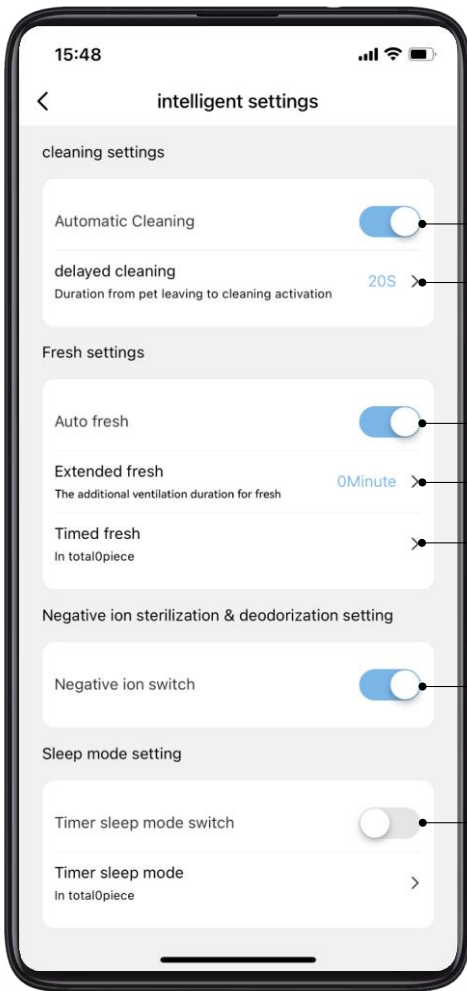 15:48
intelligent settings
cleaning settings
Automatic Cleaning
delayed cleaning
20S
Duration from pet leaving to cleaning activation
Fresh settings
Auto fresh
Extended fresh
0Minute
The additional ventilation duration for fresh
Timed fresh
In total0piece
Negative ion sterilization & deodorization setting
Negative ion switch
Sleep mode setting
Timer sleep mode switch
Timer sleep mode
In total0piece